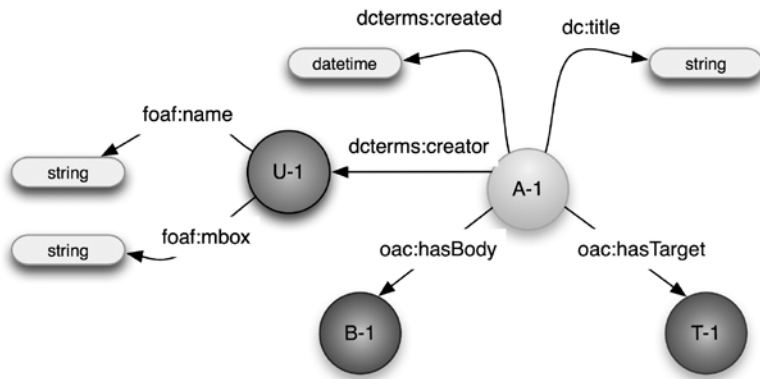 dcterms:created
dc:title
datetime
string
foaf:name
dcterms:creator
string
U-1
A-1
foaf:mbox
string
oac:hasBody
oac:hasTarget
B-1
T-1